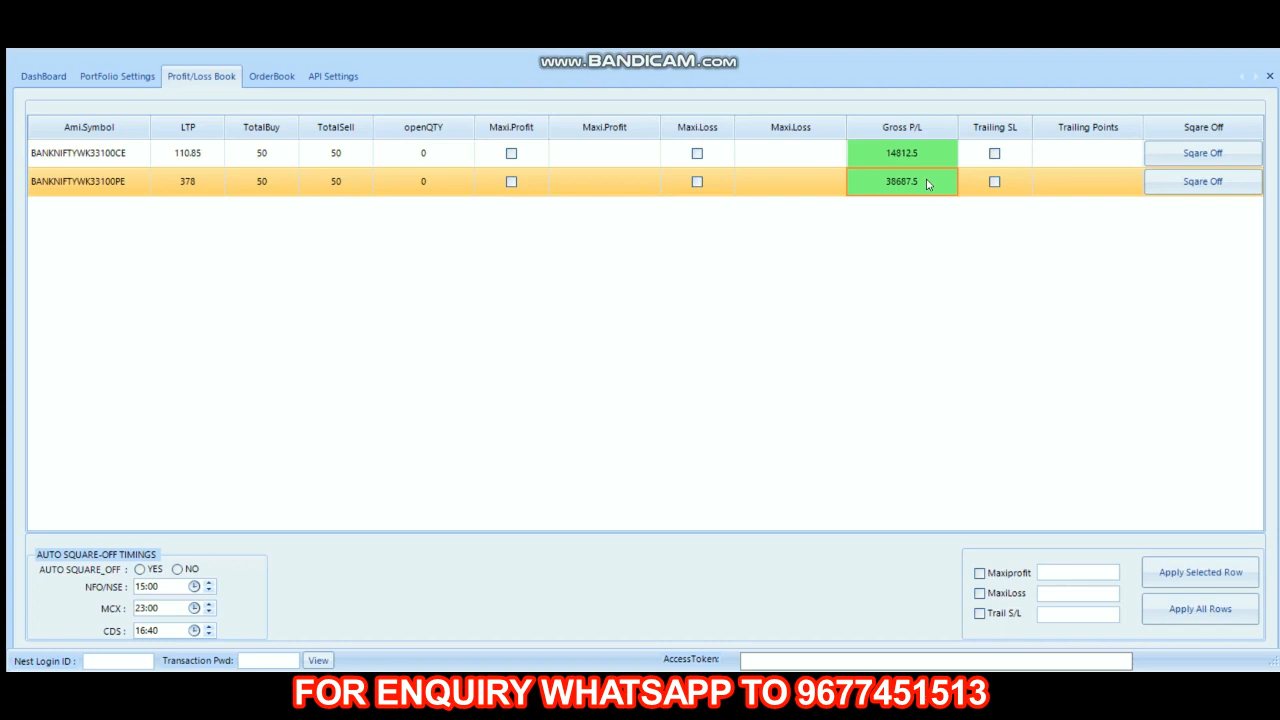 www.BANDICAM.com
DashBoard PortFolio Settings Profit/Loss Book OrderBook API Settings
Ami.Symbol LTP TotalBuy TotalSell openQTY Maxi.Profit Maxi.Profit Maxi.Loss Maxi.Loss Gross P/L Trailing SL Trailing Points Sqare Off
BANKNIFTYWK33100CE 110.85 50 50 0 14812.5 Sqare Off
BANKNIFTYWK33100PE 378 50 50 0 38687.5 Sqare Off
AUTO SQUARE-OFF TIMINGS
AUTO SQUARE_OFF : YES NO
NFO/NSE : 15:00
MCX : 23:00
CDS : 16:40
Maxiprofit
MaxiLoss
Trail S/L
Apply Selected Row
Apply All Rows
Nest Login ID : Transaction Pwd: View AccessToken:
FOR ENQUIRY WHATSAPP TO 9677451513